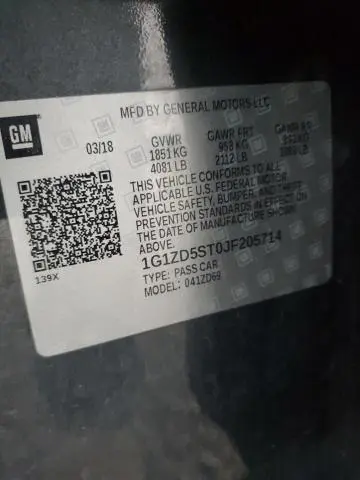 MFD BY GENERAL MOTORS LLC
GM
03/18
GVWR
1851 KG
4081 LB
GAWR FRT
958 KG
2112 LB
GAWR RR
KG
LB
THIS VEHICLE CONFORMS TO ALL
APPLICABLE U.S. FEDERAL MOTOR
VEHICLE SAFETY, BUMPER, AND THEFT
PREVENTION STANDARDS IN EFFECT ON
THE DATE OF MANUFACTURE SHOWN
ABOVE.
1G1ZD5ST0JF205714
TYPE: PASS CAR
MODEL: 041ZD69
139X